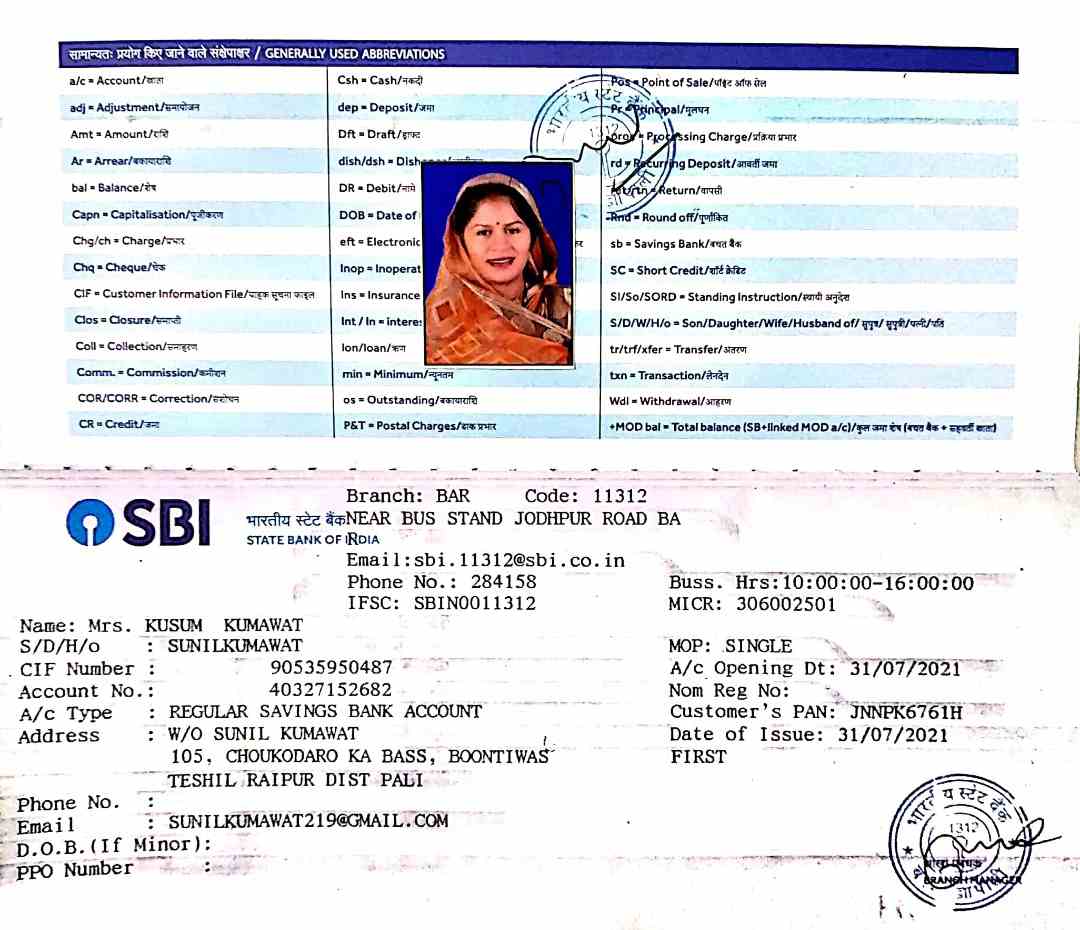 सामान्यतः प्रयोग किए जाने वाले संक्षेपाक्षर / GENERALLY USED ABBREVIATIONS
a/c = Account/खाता
adj = Adjustment/समायोजन
Amt = Amount/राशि
Ar = Arrear/बकायाराशि
bal = Balance/शेष
Capn = Capitalisation/पूंजीकरण
Chg/ch = Charge/प्रभार
Chq = Cheque/चेक
CIF = Customer Information File/ग्राहक सूचना फाइल
Clos = Closure/समाप्ती
Coll = Collection/समाहरण
Comm. = Commission/कमीशन
COR/CORR = Correction/संशोधन
CR = Credit/जमा
Csh = Cash/नकदी
dep = Deposit/जमा
Dft = Draft/ड्राफ्ट
dish/dsh =
DR = Debit/नामे
DOB = Date of
eft = Electronic
Inop = Inoperat
Ins = Insurance
Int / In = interes
lon/loan/ऋण
min = Minimum/न्यूनतम
os = Outstanding/बकायाराशि
P&T = Postal Charges/डाक प्रभार
Pos = Point of Sale/पॉइंट ऑफ सेल
Pr = Principal/मूलधन
proc = Processing Charge/प्रक्रिया प्रभार
rd = Recurring Deposit/आवर्ती जमा
ret/rtn = Return/वापसी
Rnd = Round off/पूर्णांकित
sb = Savings Bank/बचत बैंक
SC = Short Credit/शॉर्ट क्रेडिट
SI/So/SORD = Standing Instruction/स्थायी अनुदेश
S/D/W/H/o = Son/Daughter/Wife/Husband of/ सुपुत्र/ सुपुत्री/पत्नी/पति
tr/trf/xfer = Transfer/अंतरण
txn = Transaction/लेनदेन
Wdl = Withdrawal/आहरण
+MOD bal = Total balance (SB+linked MOD a/c)/कुल जमा शेष (बचत बैंक + सहवर्ती खाता)
भारतीय स्टेट बैंक
1312
SBI
भारतीय स्टेट बैंक
STATE BANK OF INDIA
Branch: BAR Code: 11312
NEAR BUS STAND JODHPUR ROAD BA
R
Email:sbi.11312@sbi.co.in
Phone No.: 284158 Buss. Hrs:10:00:00-16:00:00
IFSC: SBIN0011312 MICR: 306002501
Name: Mrs. KUSUM KUMAWAT
S/D/H/o : SUNILKUMAWAT MOP: SINGLE
CIF Number : 90535950487 A/c Opening Dt: 31/07/2021
Account No.: 40327152682 Nom Reg No:
A/c Type : REGULAR SAVINGS BANK ACCOUNT Customer's PAN: JNNPK6761H
Address : W/O SUNIL KUMAWAT Date of Issue: 31/07/2021
105, CHOUKODARO KA BASS, BOONTIWAS FIRST
TESHIL RAIPUR DIST PALI
Phone No. :
Email : SUNILKUMAWAT219@GMAIL.COM
D.O.B.(If Minor):
PPO Number :
भारतीय स्टेट बैंक
1312
BRANCH MANAGER